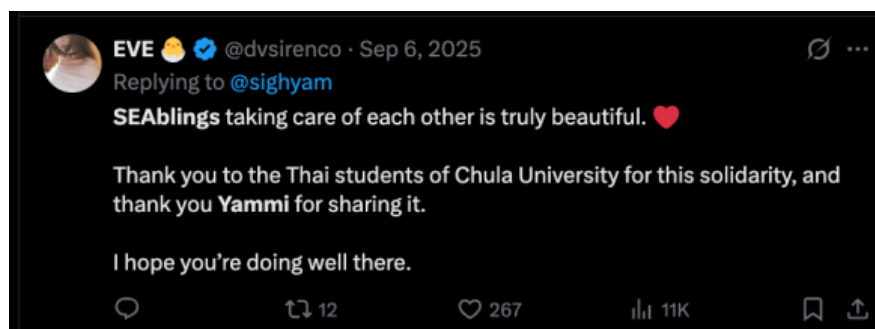 EVE 🐣 @dvsirenco · Sep 6, 2025
Replying to @sighyam
SEAblings taking care of each other is truly beautiful. ❤️
Thank you to the Thai students of Chula University for this solidarity, and
thank you Yammi for sharing it.
I hope you’re doing well there.
12 267 11K